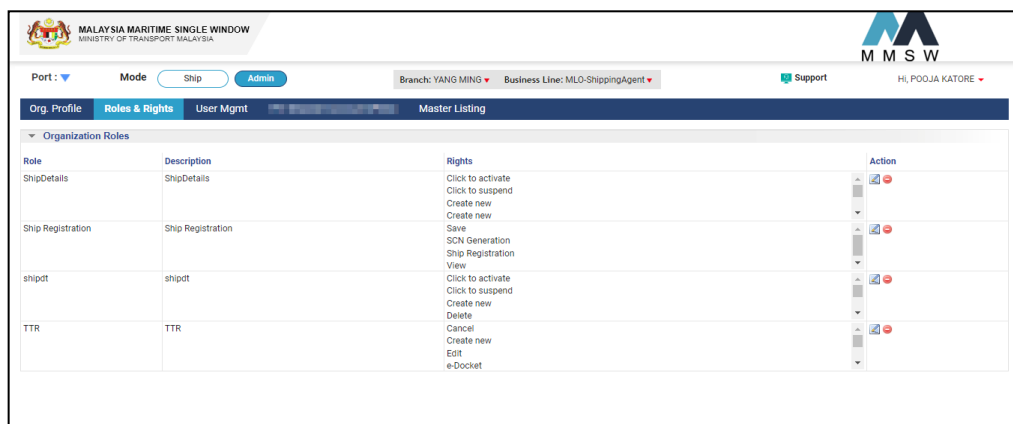 MALAYSIA MARITIME SINGLE WINDOW
MINISTRY OF TRANSPORT MALAYSIA
M M S W
Port : Mode Ship Admin Branch: YANG MING Business Line: MLO-ShippingAgent Support Hi, POOJA KATORE
Org. Profile Roles & Rights User Mgmt Master Listing
Organization Roles
Role Description Rights Action
ShipDetails ShipDetails Click to activate
Click to suspend
Create new
Create new
Ship Registration Ship Registration Save
SCN Generation
Ship Registration
View
shipdt shipdt Click to activate
Click to suspend
Create new
Delete
TTR TTR Cancel
Create new
Edit
e-Docket